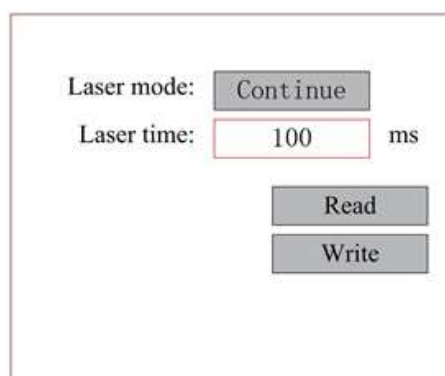 Laser mode: Continue
Laser time: 100 ms
Read
Write